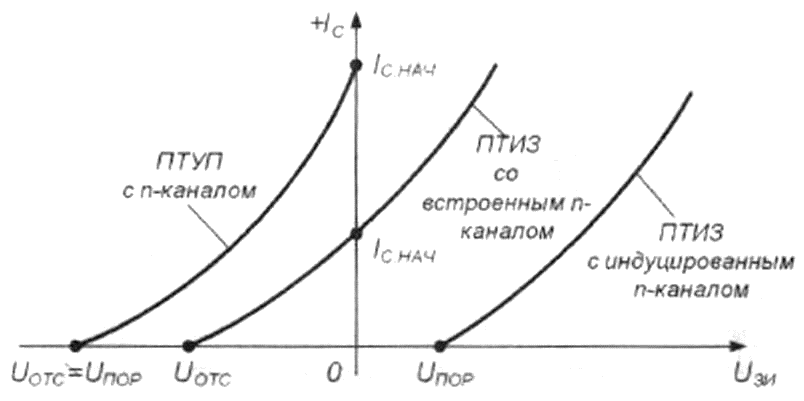 +IC
IС.НАЧ
ПТУП
с n-каналом
ПТИЗ
со
встроенным n-
каналом
IС.НАЧ
ПТИЗ
с индуцированным
n-каналом
UОТС=UПОР
UОТС
0
UПОР
UЗИ